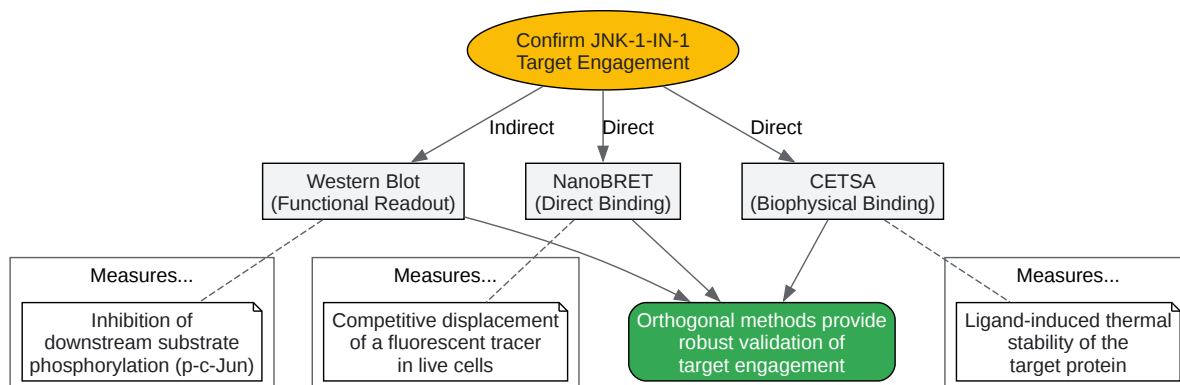 Confirm JNK-1-IN-1
Target Engagement
Indirect
Direct
Direct
Western Blot
(Functional Readout)
NanoBRET
(Direct Binding)
CETSA
(Biophysical Binding)
Measures...
Inhibition of
downstream substrate
phosphorylation (p-c-Jun)
Measures...
Competitive displacement
of a fluorescent tracer
in live cells
Orthogonal methods provide
robust validation of
target engagement
Measures...
Ligand-induced thermal
stability of the
target protein